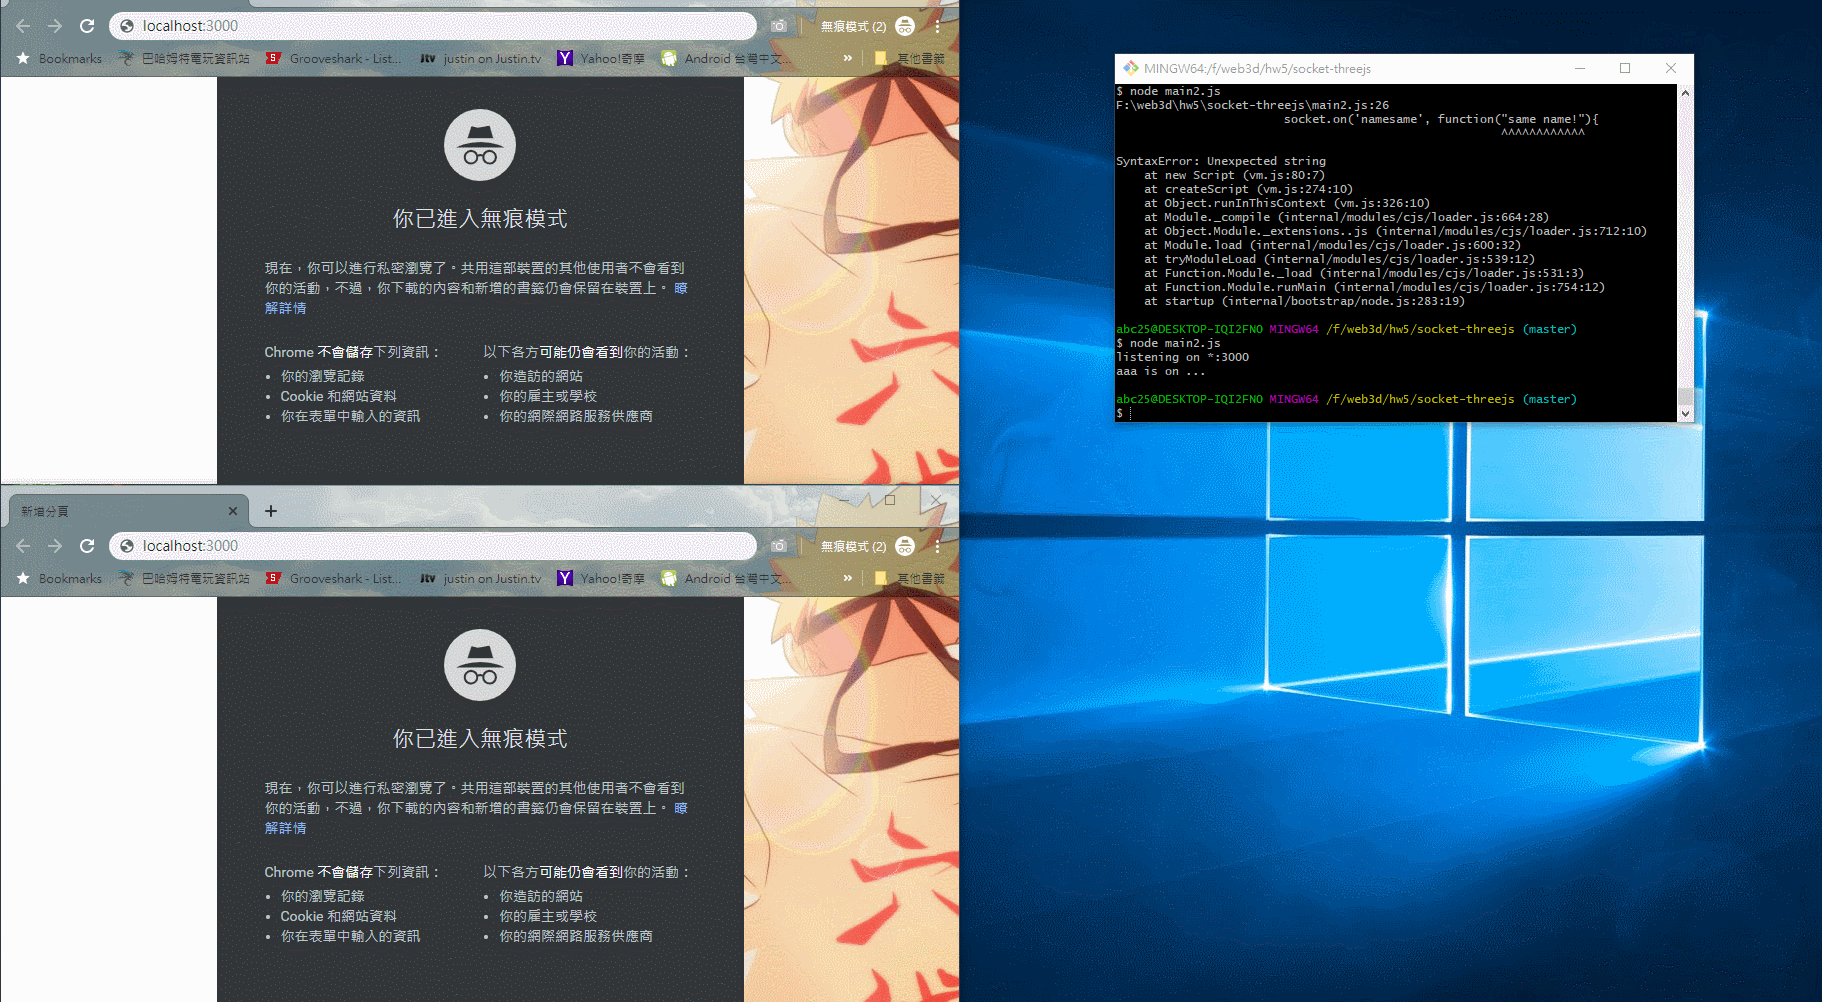 localhost:3000
無痕模式 (2)
Bookmarks
巴哈姆特電玩資訊站
Grooveshark - List...
justin on Justin.tv
Yahoo!奇摩
Android 台灣中文...
»
其他書籤
你已進入無痕模式
現在，你可以進行私密瀏覽了。共用這部裝置的其他使用者不會看到
你的活動，不過，你下載的內容和新增的書籤仍會保留在裝置上。 瞭
解詳情
Chrome 不會儲存下列資訊：
• 你的瀏覽記錄
• Cookie 和網站資料
• 你在表單中輸入的資訊
以下各方可能仍會看到你的活動：
• 你造訪的網站
• 你的雇主或學校
• 你的網際網路服務供應商
新增分頁
localhost:3000
無痕模式 (2)
Bookmarks
巴哈姆特電玩資訊站
Grooveshark - List...
justin on Justin.tv
Yahoo!奇摩
Android 台灣中文...
»
其他書籤
你已進入無痕模式
現在，你可以進行私密瀏覽了。共用這部裝置的其他使用者不會看到
你的活動，不過，你下載的內容和新增的書籤仍會保留在裝置上。 瞭
解詳情
Chrome 不會儲存下列資訊：
• 你的瀏覽記錄
• Cookie 和網站資料
• 你在表單中輸入的資訊
以下各方可能仍會看到你的活動：
• 你造訪的網站
• 你的雇主或學校
• 你的網際網路服務供應商
MINGW64:/f/web3d/hw5/socket-threejs
$ node main2.js
F:\web3d\hw5\socket-threejs\main2.js:26
socket.on('namesame', function("same name!"){
^^^^^^^^^^^^
SyntaxError: Unexpected string
at new Script (vm.js:80:7)
at createScript (vm.js:274:10)
at Object.runInThisContext (vm.js:326:10)
at Module._compile (internal/modules/cjs/loader.js:664:28)
at Object.Module._extensions..js (internal/modules/cjs/loader.js:712:10)
at Module.load (internal/modules/cjs/loader.js:600:32)
at tryModuleLoad (internal/modules/cjs/loader.js:539:12)
at Function.Module._load (internal/modules/cjs/loader.js:531:3)
at Function.Module.runMain (internal/modules/cjs/loader.js:754:12)
at startup (internal/bootstrap/node.js:283:19)
abc25@DESKTOP-IQI2FNO MINGW64 /f/web3d/hw5/socket-threejs (master)
$ node main2.js
listening on *:3000
aaa is on ...
abc25@DESKTOP-IQI2FNO MINGW64 /f/web3d/hw5/socket-threejs (master)
$